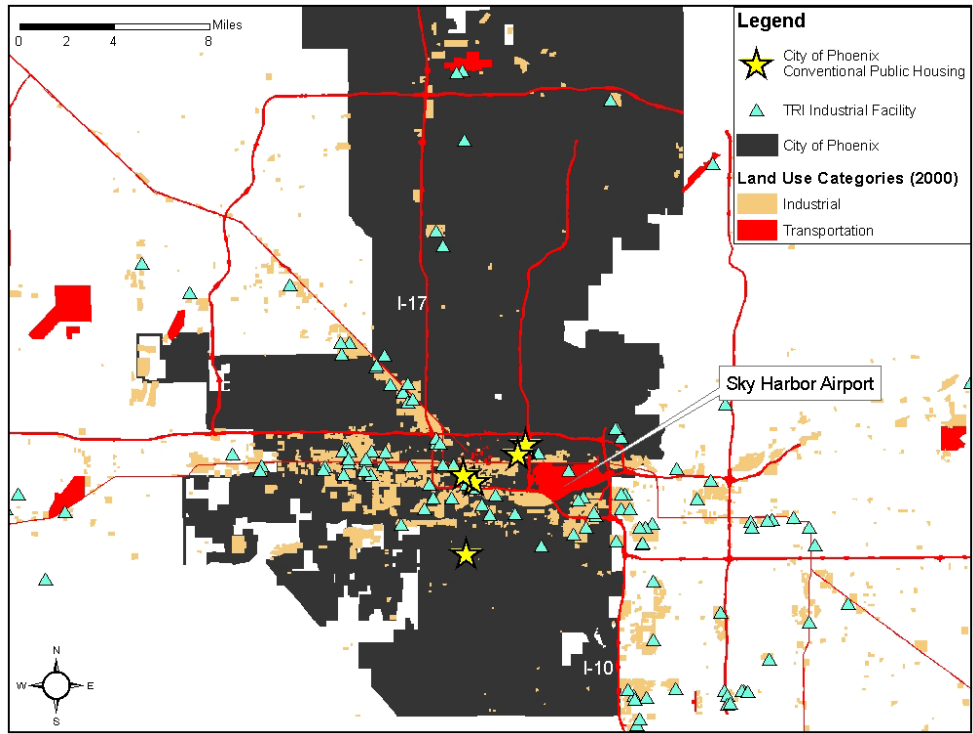 Miles
0 2 4 8
Legend
City of Phoenix
Conventional Public Housing
TRI Industrial Facility
City of Phoenix
Land Use Categories (2000)
Industrial
Transportation
I-17
Sky Harbor Airport
I-10
N
W E
S